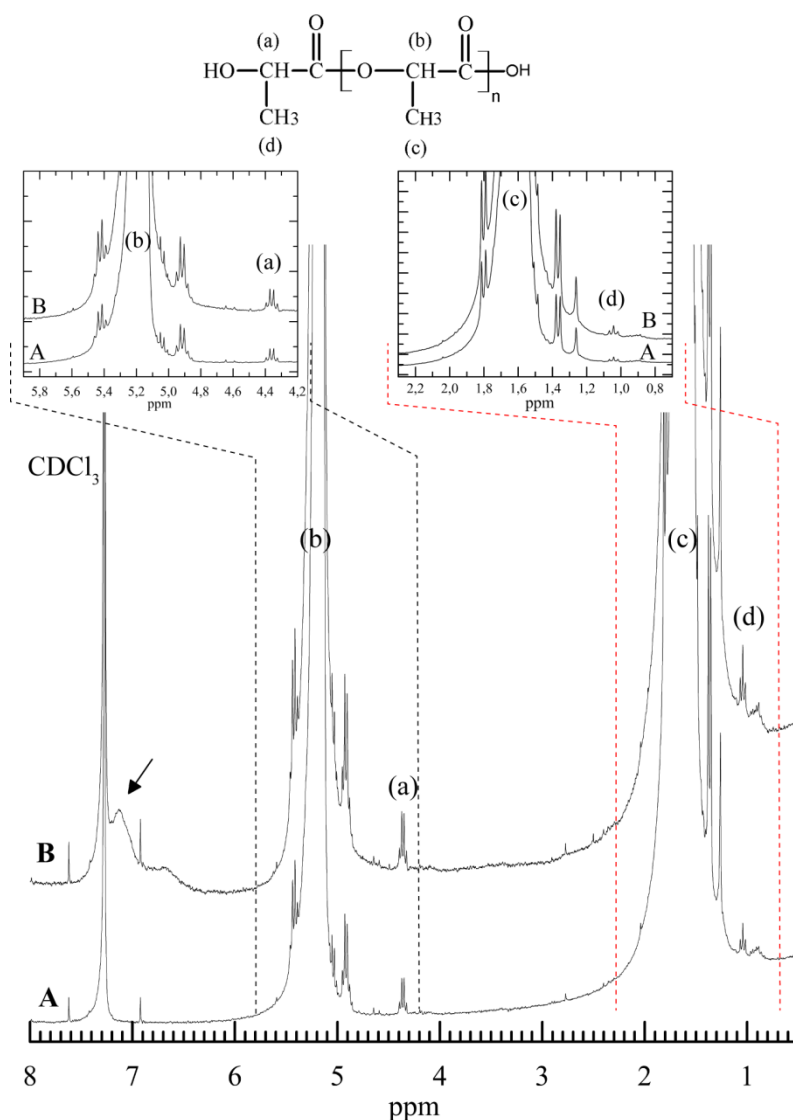 O O
(a) (b)
HO CH C O CH C OH
n
CH3 CH3
(d) (c)
(b) (a) B A
5,8 5,6 5,4 5,2 5,0 4,8 4,6 4,4 4,2
ppm
(c) (d) B A
2,2 2,0 1,8 1,6 1,4 1,2 1,0 0,8
ppm
CDCl3
(b) (c)
(d)
(a)
B
A
8 7 6 5 4 3 2 1
ppm